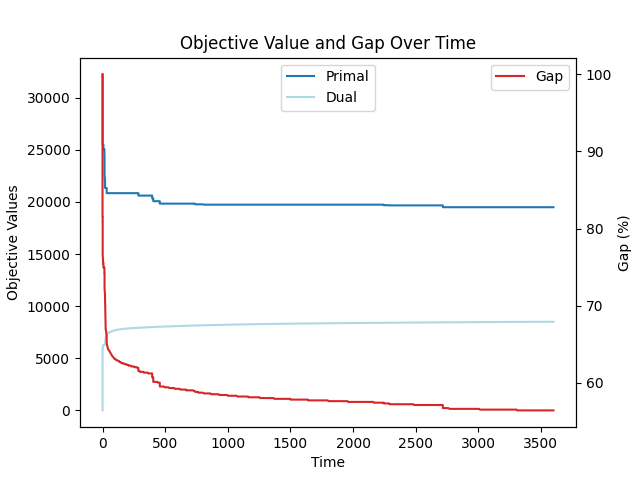 Objective Value and Gap Over Time
Primal
Dual
Gap
Objective Values
30000
25000
20000
15000
10000
5000
0
100
90
80
70
60
Gap (%)
0 500 1000 1500 2000 2500 3000 3500
Time